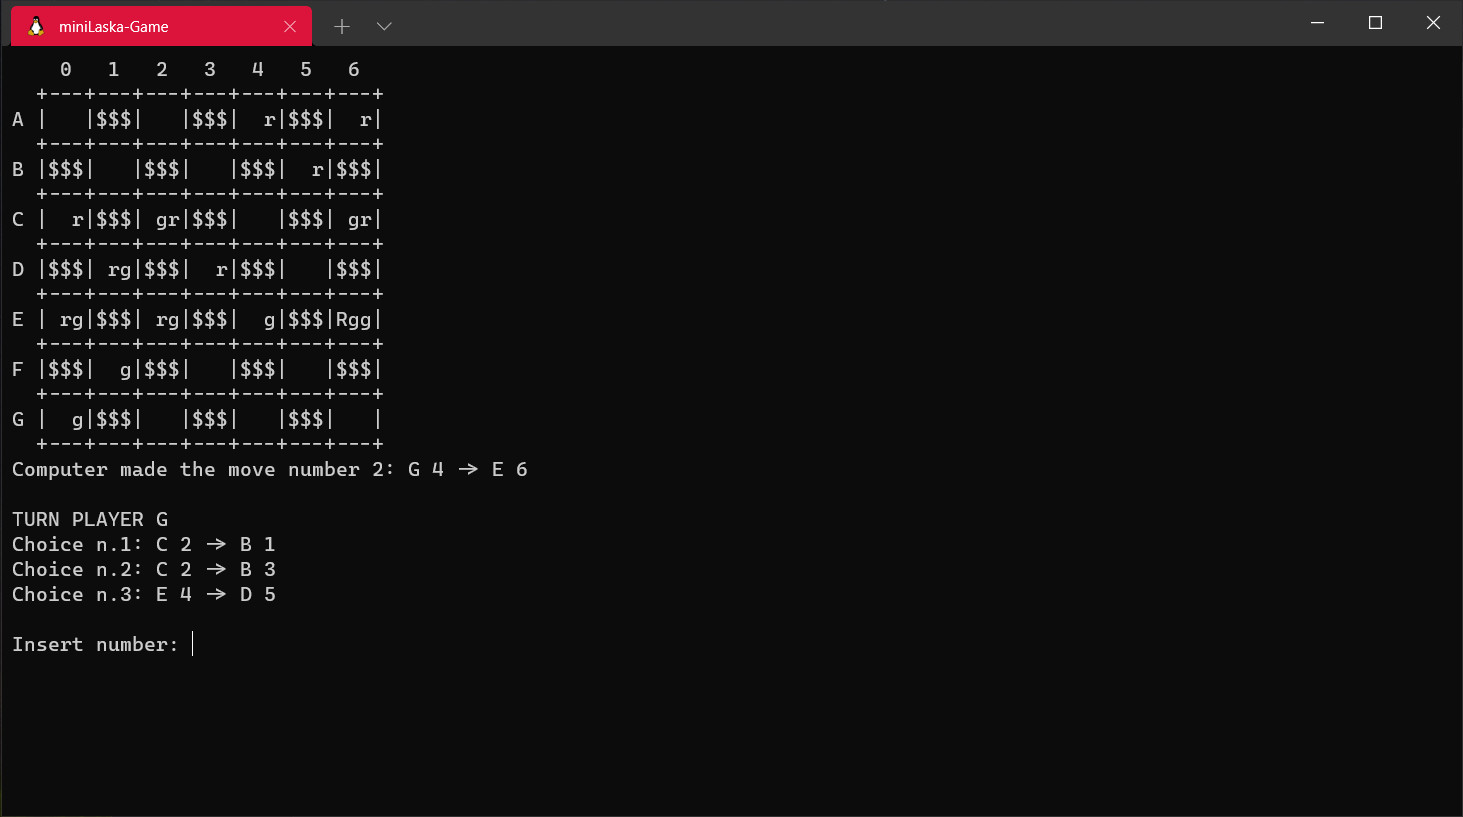 miniLaska-Game
    0   1   2   3   4   5   6
  +---+---+---+---+---+---+---+
A |   |$$$|   |$$$|  r|$$$|  r|
  +---+---+---+---+---+---+---+
B |$$$|   |$$$|   |$$$|  r|$$$|
  +---+---+---+---+---+---+---+
C |  r|$$$| gr|$$$|   |$$$| gr|
  +---+---+---+---+---+---+---+
D |$$$| rg|$$$|  r|$$$|   |$$$|
  +---+---+---+---+---+---+---+
E | rg|$$$| rg|$$$|  g|$$$|Rgg|
  +---+---+---+---+---+---+---+
F |$$$|  g|$$$|   |$$$|   |$$$|
  +---+---+---+---+---+---+---+
G |  g|$$$|   |$$$|   |$$$|   |
  +---+---+---+---+---+---+---+
Computer made the move number 2: G 4 -> E 6
TURN PLAYER G
Choice n.1: C 2 -> B 1
Choice n.2: C 2 -> B 3
Choice n.3: E 4 -> D 5
Insert number: